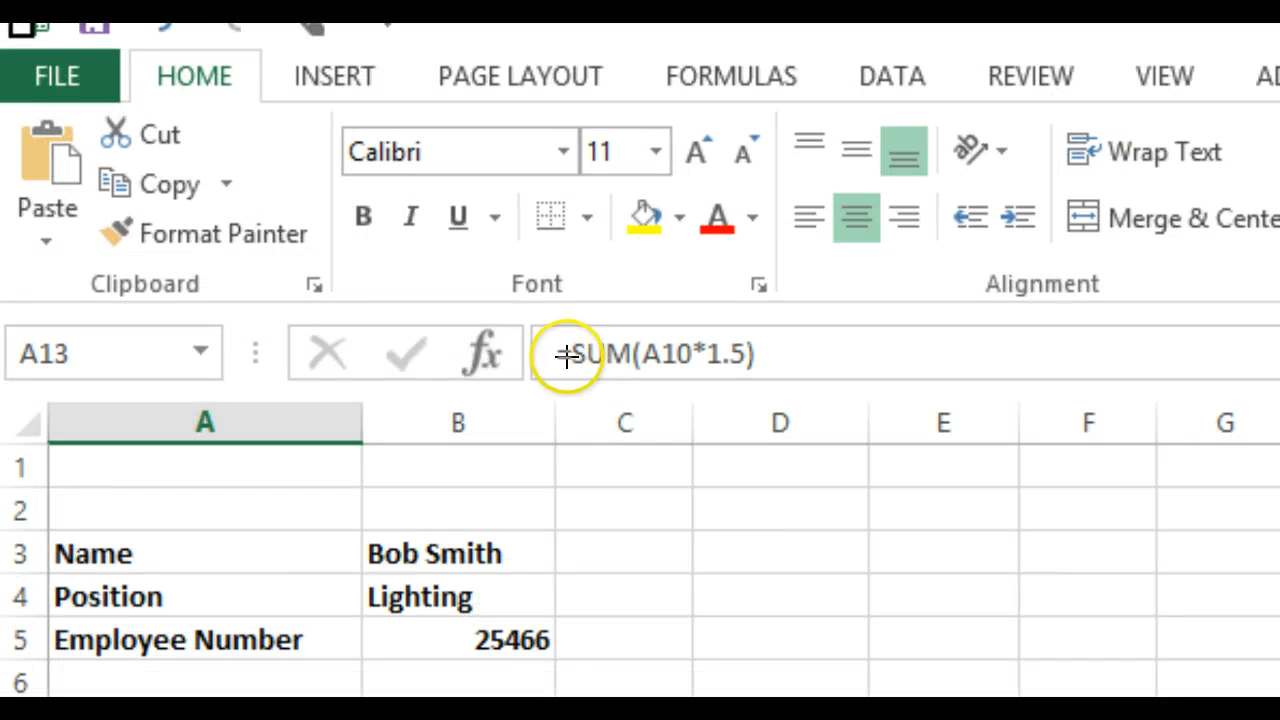 FILE HOME INSERT PAGE LAYOUT FORMULAS DATA REVIEW VIEW
Cut
Copy
Format Painter
Paste
Clipboard
Calibri 11 A A
B I U A
Font
ab
Wrap Text
Merge & Cente
Alignment
A13 fx =SUM(A10*1.5)
A B C D E F G
1
2
3 Name Bob Smith
4 Position Lighting
5 Employee Number 25466
6